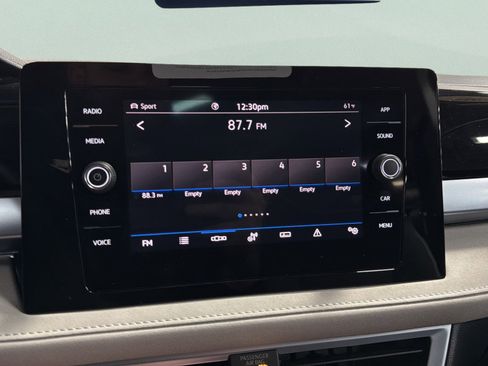 RADIO
MEDIA
PHONE
VOICE
Sport 12:30pm 61°F
87.7 FM
1 2 3 4 5 6
88.3 FM Empty Empty Empty Empty Empty
FM
APP
SOUND
CAR
MENU
PASSENGER
AIR BAG